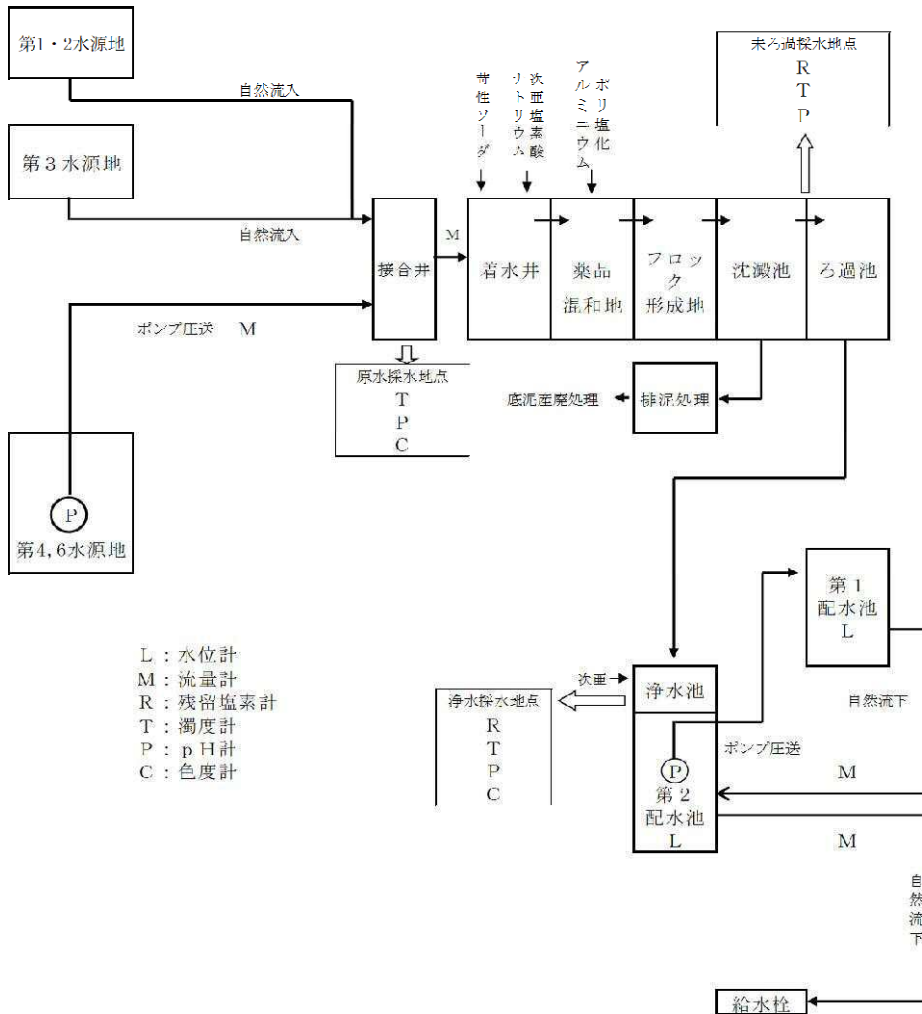 第1・2水源地
自然流入
第3水源地
自然流入
ポンプ圧送 M
P
第4,6水源地
接合井
M
原水採水地点
T
P
C
苛性ソーダ
次亜塩素酸
ナトリウム
ポリ塩化
アルミニウム
着水井
薬品
混和地
フロッ
ク
形成地
沈澱池
ろ過池
未ろ過採水地点
R
T
P
底泥産廃処理
排泥処理
L：水位計
M：流量計
R：残留塩素計
T：濁度計
P：pH計
C：色度計
浄水採水地点
R
T
P
C
次亜
浄水池
P
第2
配水池
L
ポンプ圧送
第1
配水池
L
自然流下
M
M
自
然
流
下
給水栓